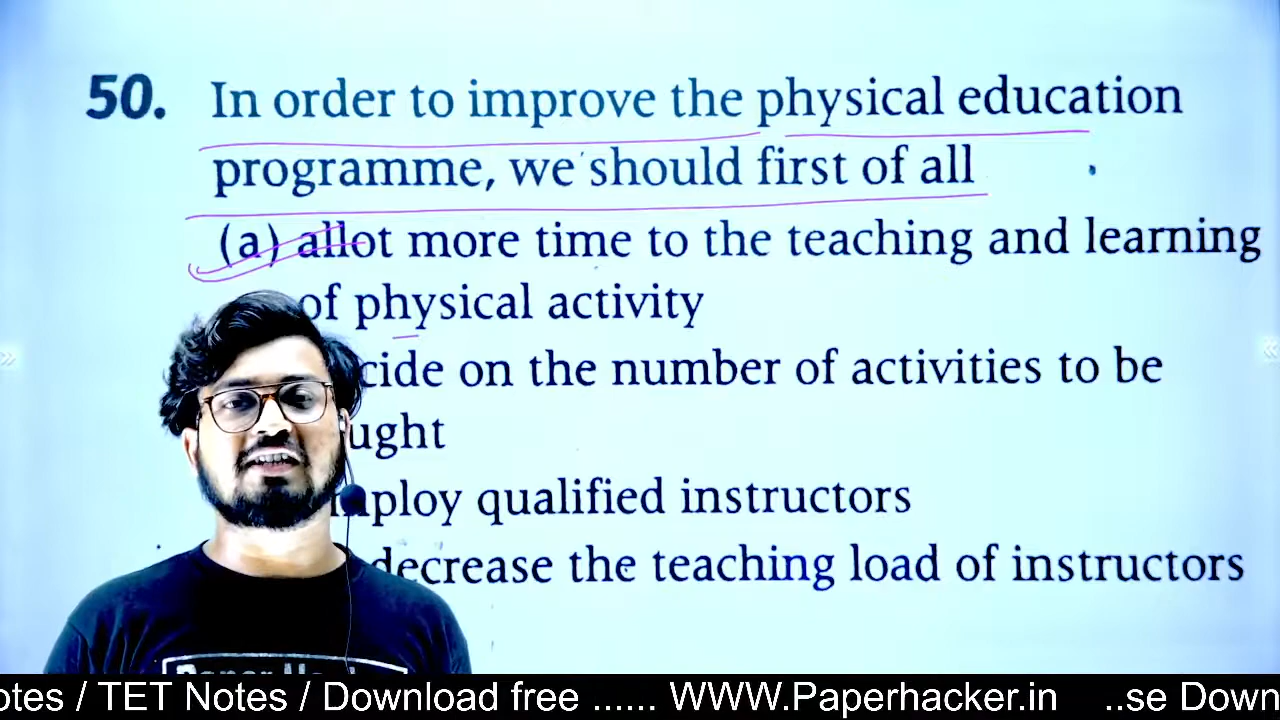 50. In order to improve the physical education
programme, we should first of all
(a) allot more time to the teaching and learning
of physical activity
cide on the number of activities to be
ught
mploy qualified instructors
decrease the teaching load of instructors
otes / TET Notes / Download free ...... WWW.Paperhacker.in ..se Down